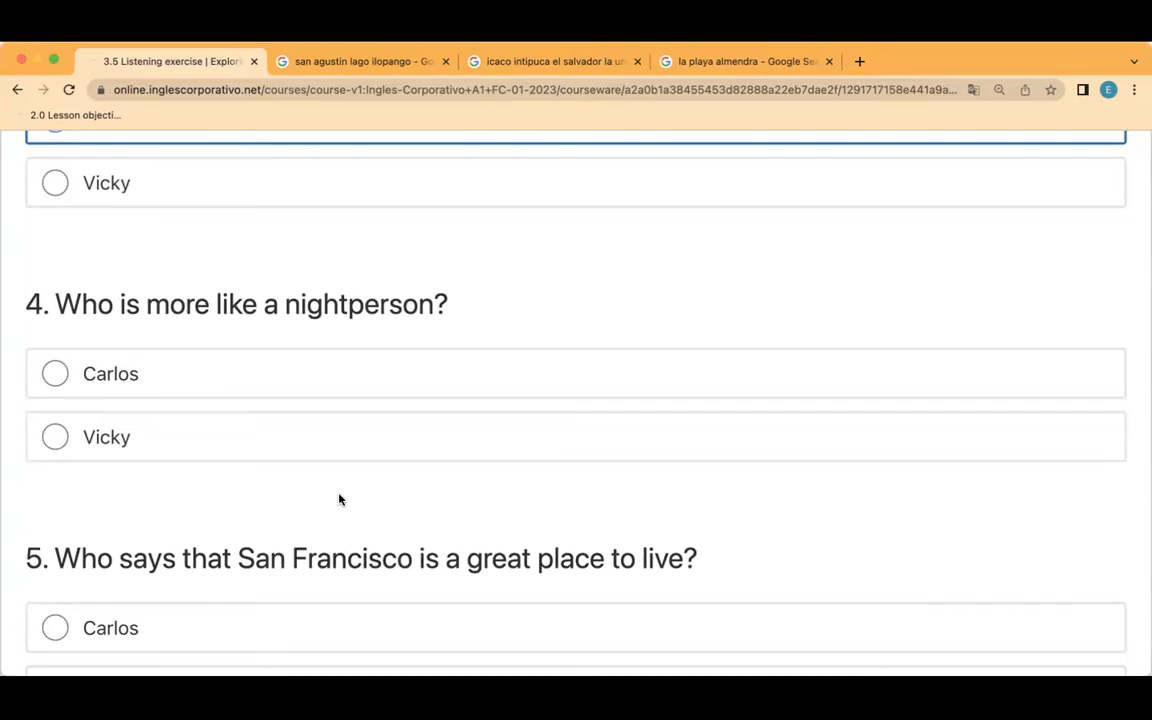 3.5 Listening exercise | Explori
san agustin lago ilopango - Go
icaco intipuca el salvador la u
la playa almendra - Google Sea
online.inglescorporativo.net/courses/course-v1:Ingles-Corporativo+A1+FC-01-2023/courseware/a2a0b1a38455453d82888a22eb7dae2f/1291717158e441a9a...
E
2.0 Lesson objecti...
Vicky
4. Who is more like a nightperson?
Carlos
Vicky
5. Who says that San Francisco is a great place to live?
Carlos